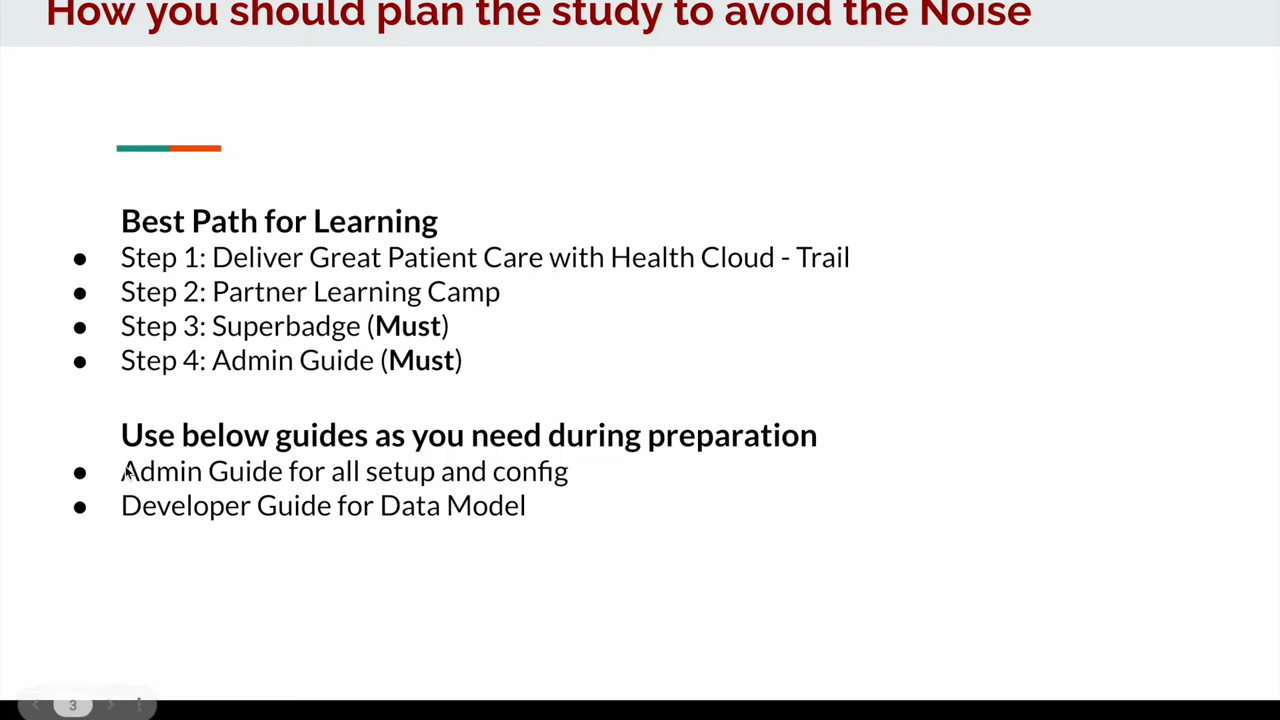 How you should plan the study to avoid the Noise
Best Path for Learning
● Step 1: Deliver Great Patient Care with Health Cloud - Trail
● Step 2: Partner Learning Camp
● Step 3: Superbadge (Must)
● Step 4: Admin Guide (Must)
Use below guides as you need during preparation
● Admin Guide for all setup and config
● Developer Guide for Data Model
3